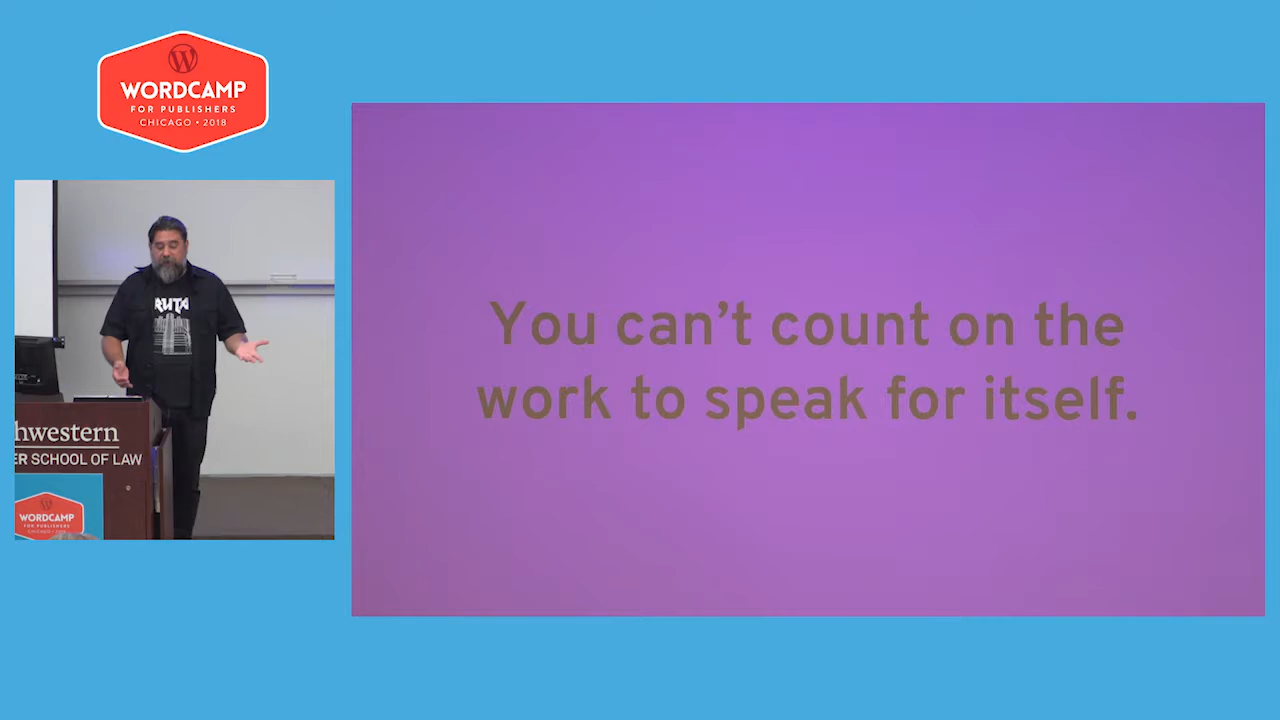 WORDCAMP
FOR PUBLISHERS
CHICAGO • 2018
You can’t count on the
work to speak for itself.
RUTA
hwestern
ER SCHOOL OF LAW
WORDCAMP
FOR PUBLISHERS